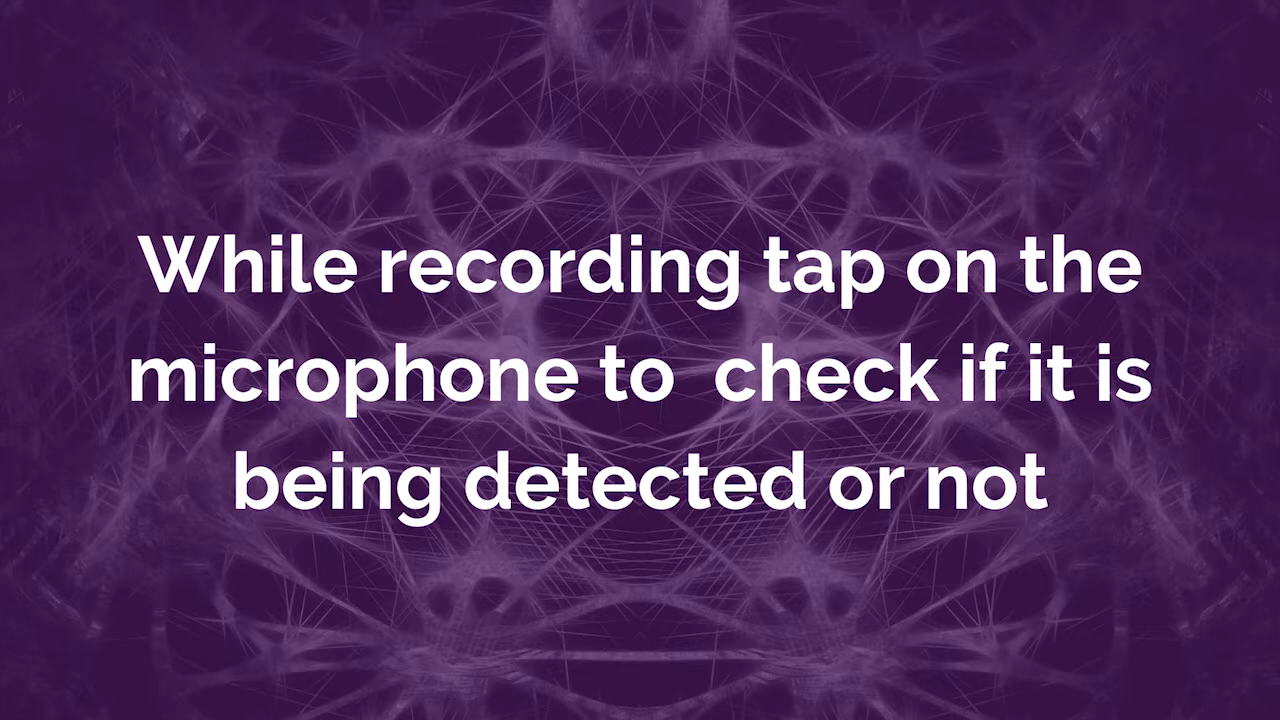 While recording tap on the
microphone to  check if it is
being detected or not